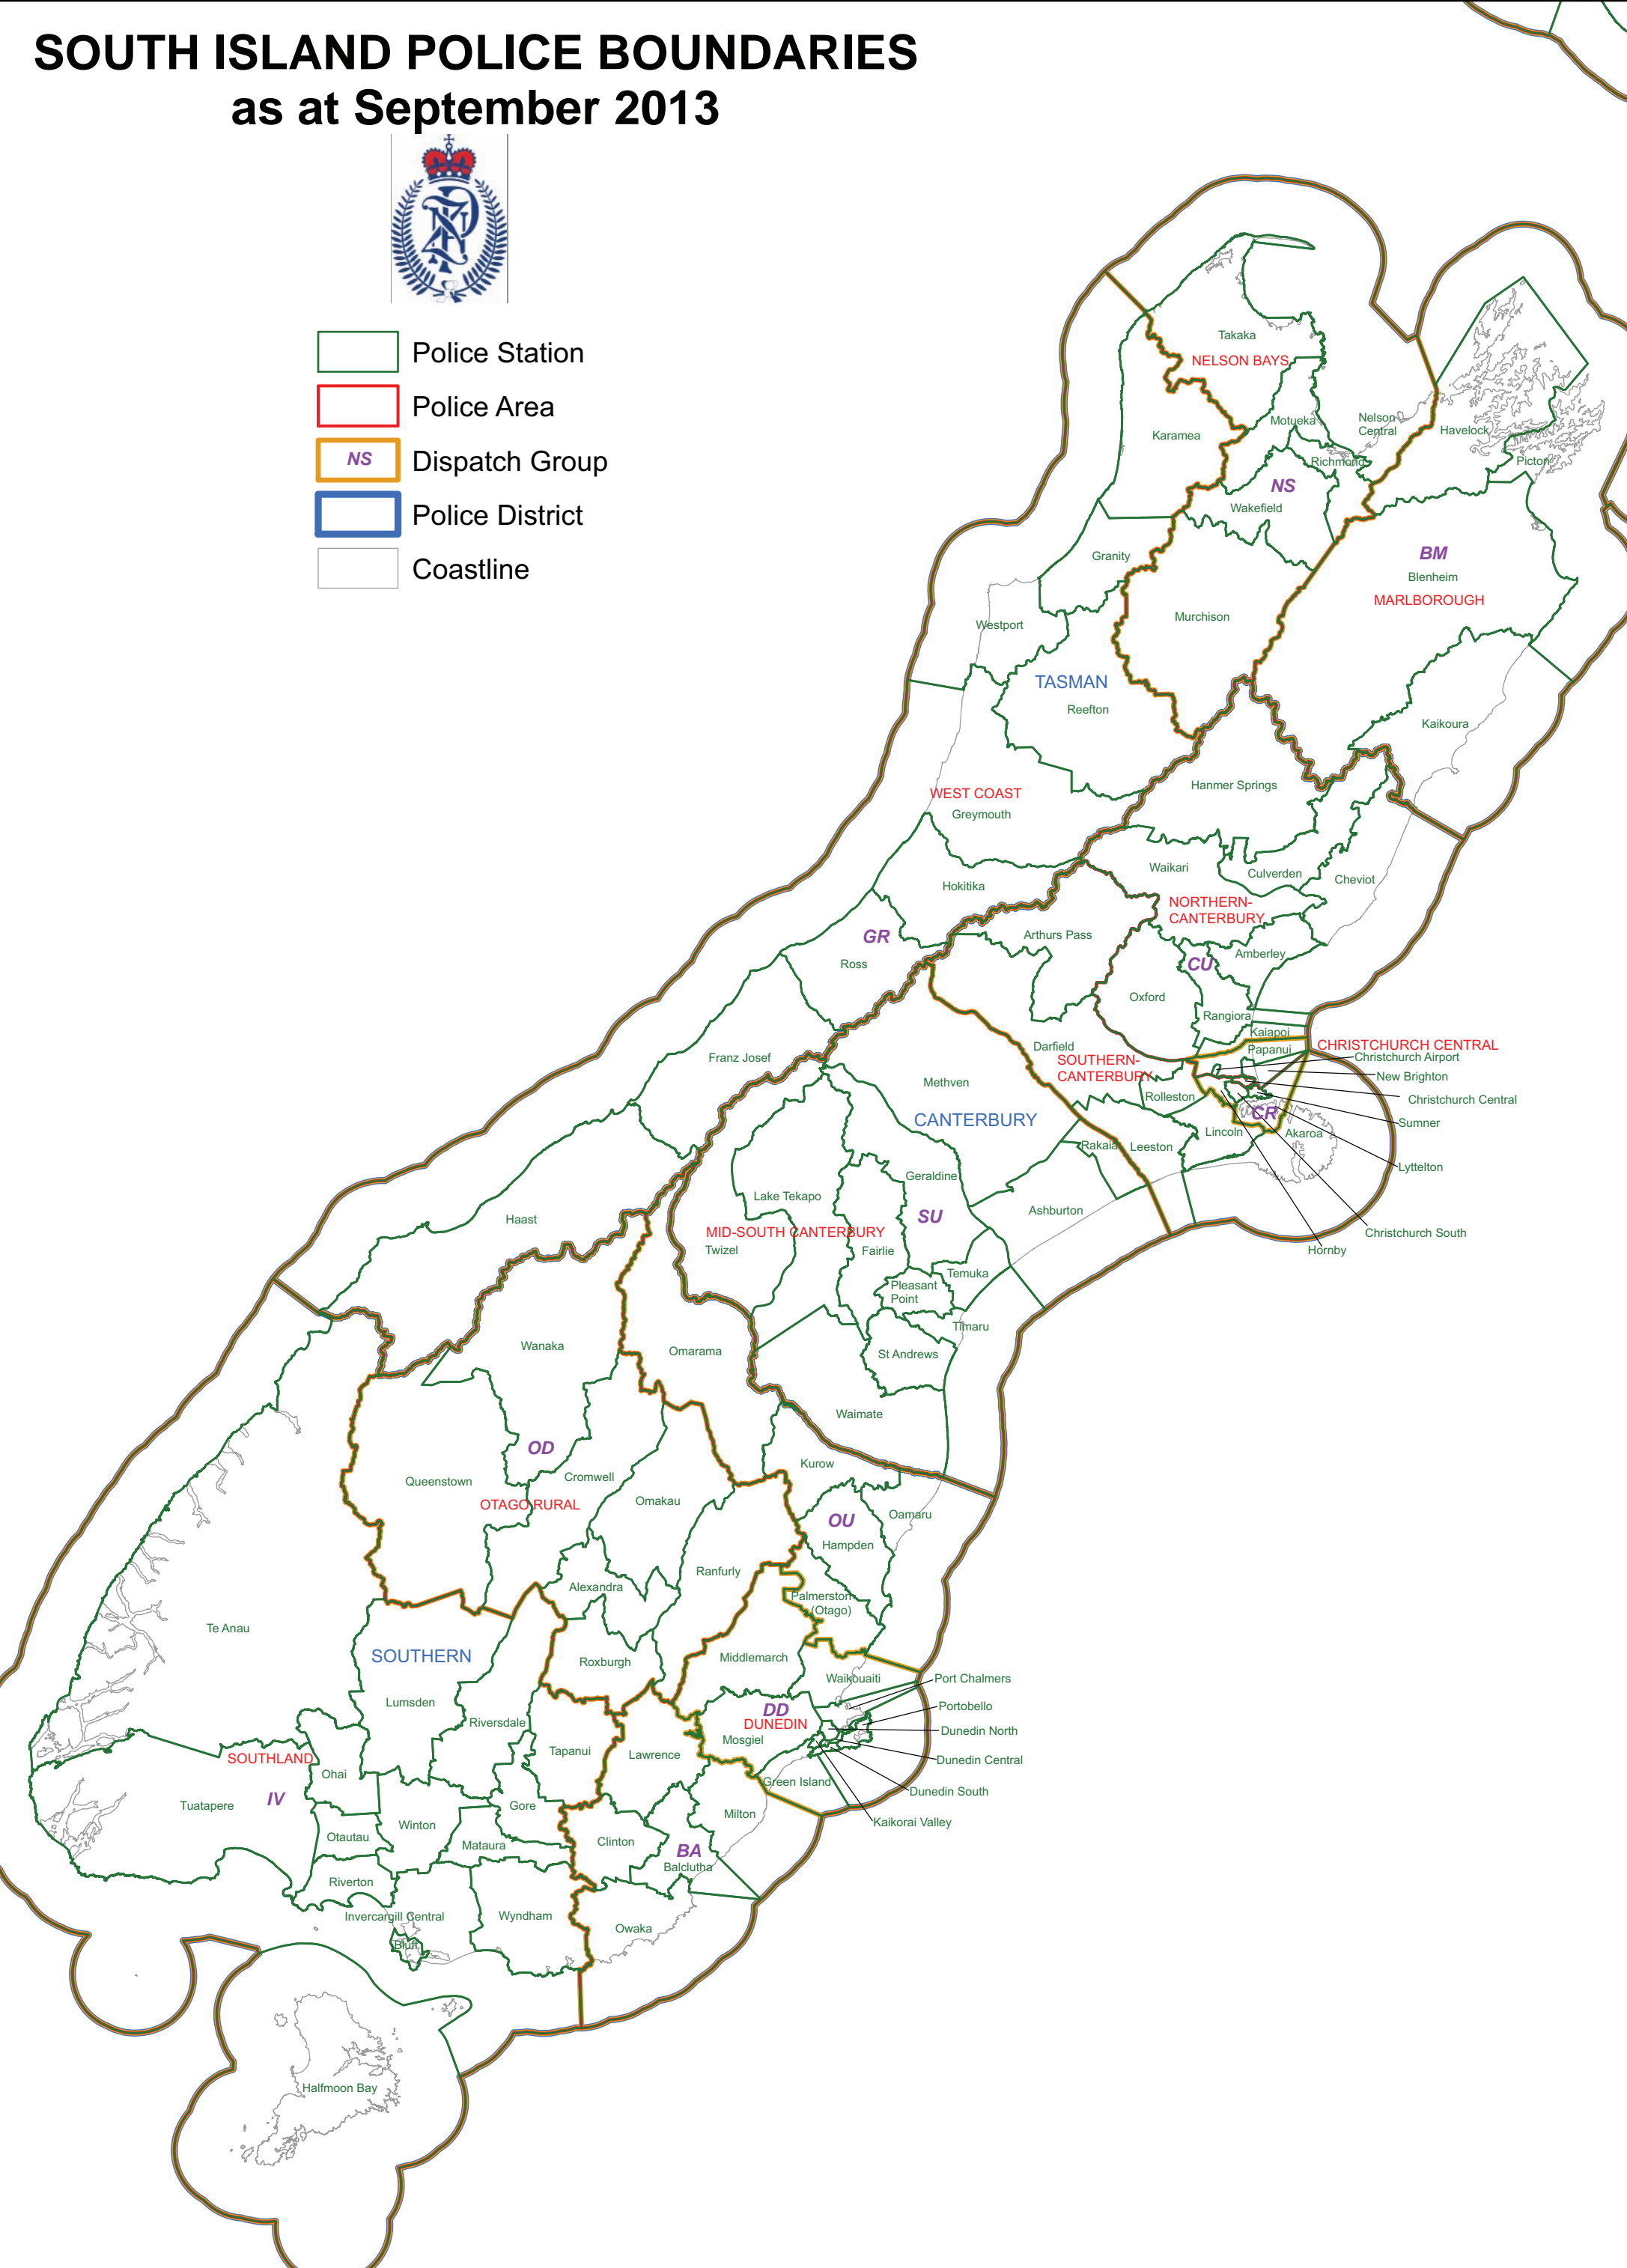 SOUTH ISLAND POLICE BOUNDARIES
as at September 2013
Police Station
Police Area
NS
Dispatch Group
Police District
Coastline
Takaka
NELSON BAYS
Motueka
Nelson
Central
Havelock
Karamea
Richmond
Picton
NS
Wakefield
Granity
BM
Blenheim
MARLBOROUGH
Westport
Murchison
TASMAN
Reefton
Kaikoura
Hanmer Springs
WEST COAST
Greymouth
Waikari
Culverden
Cheviot
Hokitika
NORTHERN-
CANTERBURY
GR
Arthurs Pass
Ross
CU
Amberley
Oxford
Rangiora
Kaiapoi
Franz Josef
Darfield
Papanui
CHRISTCHURCH CENTRAL
SOUTHERN-
CANTERBURY
Christchurch Airport
Methven
New Brighton
Rolleston
Christchurch Central
CANTERBURY
CR
Sumner
Lincoln
Akaroa
Rakaia
Leeston
Lyttelton
Geraldine
Lake Tekapo
Ashburton
Haast
SU
MID-SOUTH CANTERBURY
Christchurch South
Twizel
Fairlie
Hornby
Temuka
Pleasant
Point
Timaru
Wanaka
Omarama
St Andrews
Waimate
OD
Kurow
Queenstown
Cromwell
OTAGO RURAL
Omakau
OU
Oamaru
Hampden
Ranfurly
Alexandra
Palmerston
(Otago)
Te Anau
SOUTHERN
Roxburgh
Middlemarch
Waikouaiti
Port Chalmers
Lumsden
DD
Portobello
Riversdale
DUNEDIN
Dunedin North
Mosgiel
SOUTHLAND
Tapanui
Lawrence
Dunedin Central
Ohai
Green Island
Dunedin South
IV
Tuatapere
Gore
Milton
Kaikorai Valley
Winton
Otautau
Mataura
Clinton
BA
Balclutha
Riverton
Invercargill Central
Wyndham
Owaka
Bluff
Halfmoon Bay